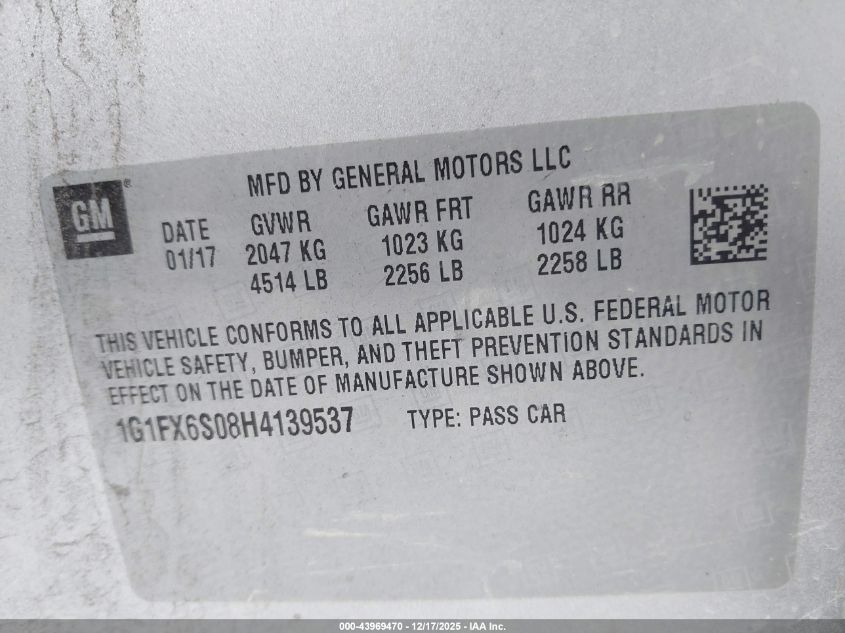 MFD BY GENERAL MOTORS LLC
GM®
DATE GVWR GAWR FRT GAWR RR
01/17 2047 KG 1023 KG 1024 KG
4514 LB 2256 LB 2258 LB
THIS VEHICLE CONFORMS TO ALL APPLICABLE U.S. FEDERAL MOTOR
VEHICLE SAFETY, BUMPER, AND THEFT PREVENTION STANDARDS IN
EFFECT ON THE DATE OF MANUFACTURE SHOWN ABOVE.
1G1FX6S08H4139537 TYPE: PASS CAR
000-43969470 - 12/17/2025 - IAA Inc.